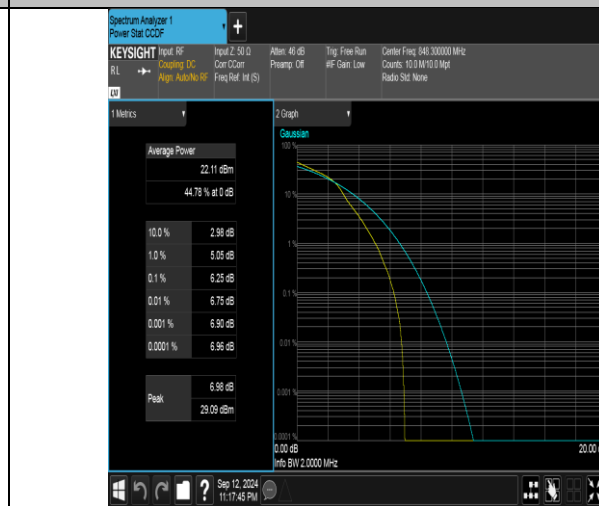 Spectrum Analyzer 1
Power Stat CCDF
+
KEYSIGHT
RL
LXI
Input: RF
Coupling: DC
Align: Auto/No RF
Input Z: 50 Ω
Corr CCorr
Freq Ref: Int (S)
Atten: 46 dB
Preamp: Off
Trig: Free Run
#IF Gain: Low
Center Freq: 848.300000 MHz
Counts: 10.0 M/10.0 Mpt
Radio Std: None
1 Metrics
Average Power
22.11 dBm
44.78 % at 0 dB
10.0 % 2.98 dB
1.0 % 5.05 dB
0.1 % 6.25 dB
0.01 % 6.75 dB
0.001 % 6.90 dB
0.0001 % 6.96 dB
Peak
6.98 dB
29.09 dBm
2 Graph
Gaussian
100 %
10 %
1 %
0.1 %
0.01 %
0.001 %
0.0001 %
0.00 dB
20.00
Info BW 2.0000 MHz
?
Sep 12, 2024
11:17:45 PM